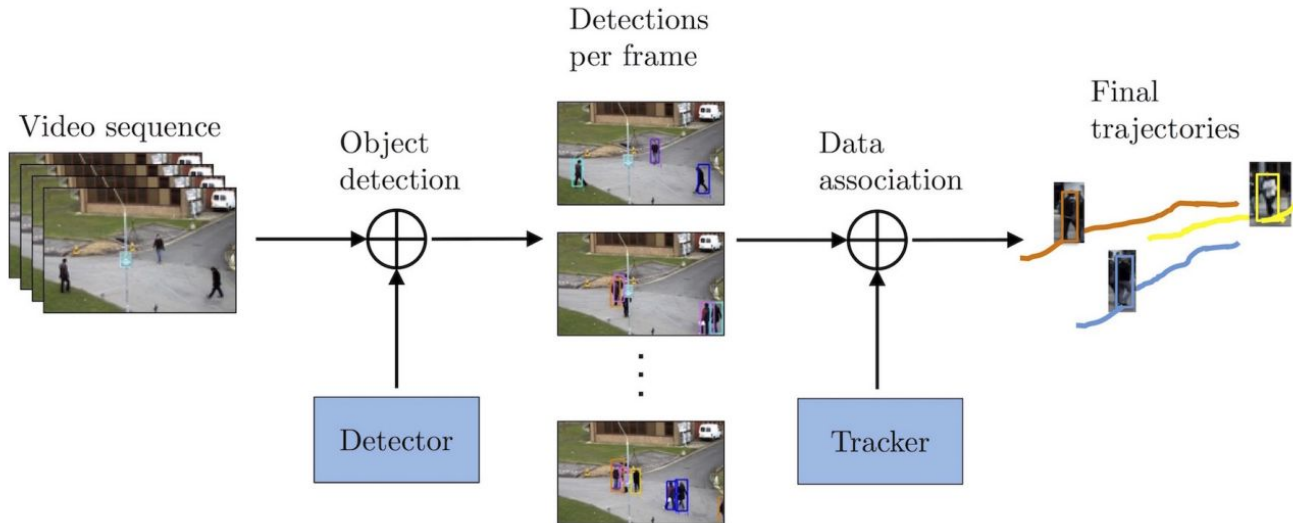 Detections
per frame
Video sequence
Object
detection
Data
association
Final
trajectories
Detector
Tracker